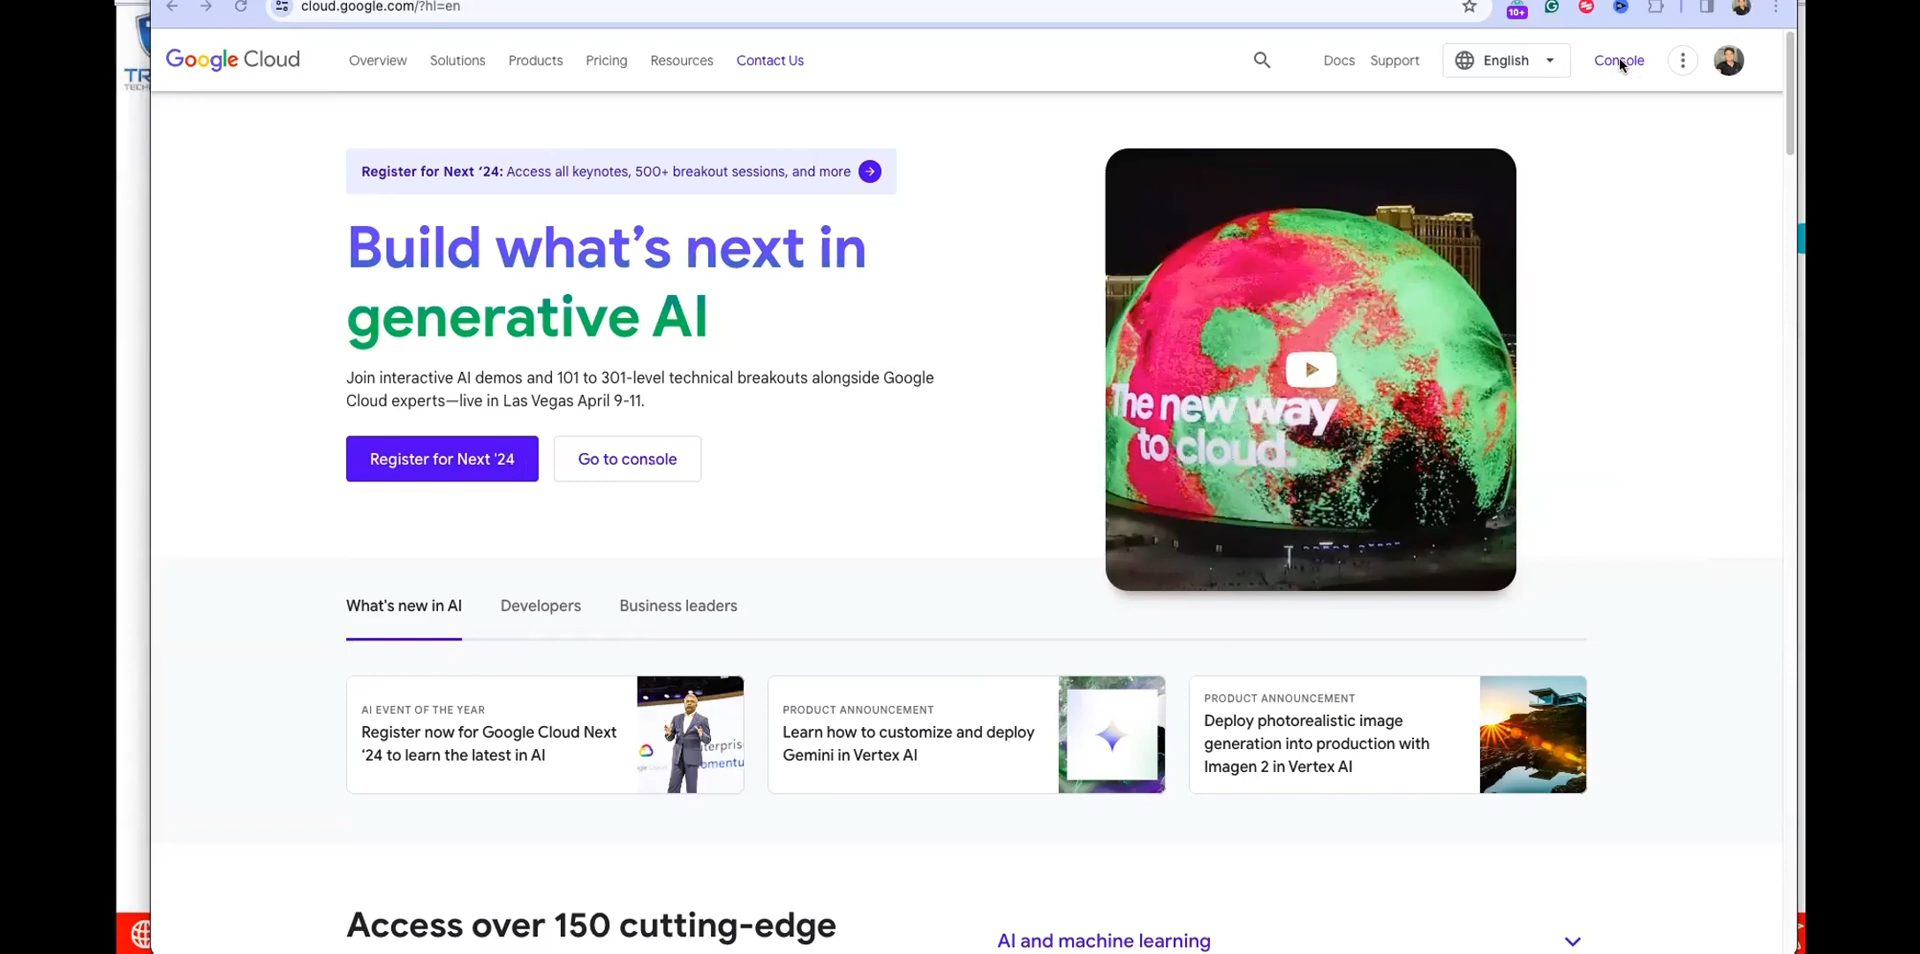 cloud.google.com/?hl=en
10+
TR
TECH
Google Cloud
Overview
Solutions
Products
Pricing
Resources
Contact Us
Docs
Support
English
Console
Register for Next ‘24: Access all keynotes, 500+ breakout sessions, and more
Build what’s next in
generative AI
Join interactive AI demos and 101 to 301-level technical breakouts alongside Google
Cloud experts—live in Las Vegas April 9-11.
Register for Next '24
Go to console
The new way
to cloud.
What's new in AI
Developers
Business leaders
AI EVENT OF THE YEAR
Register now for Google Cloud Next
‘24 to learn the latest in AI
terpris
omentu
PRODUCT ANNOUNCEMENT
Learn how to customize and deploy
Gemini in Vertex AI
PRODUCT ANNOUNCEMENT
Deploy photorealistic image
generation into production with
Imagen 2 in Vertex AI
Access over 150 cutting-edge
AI and machine learning